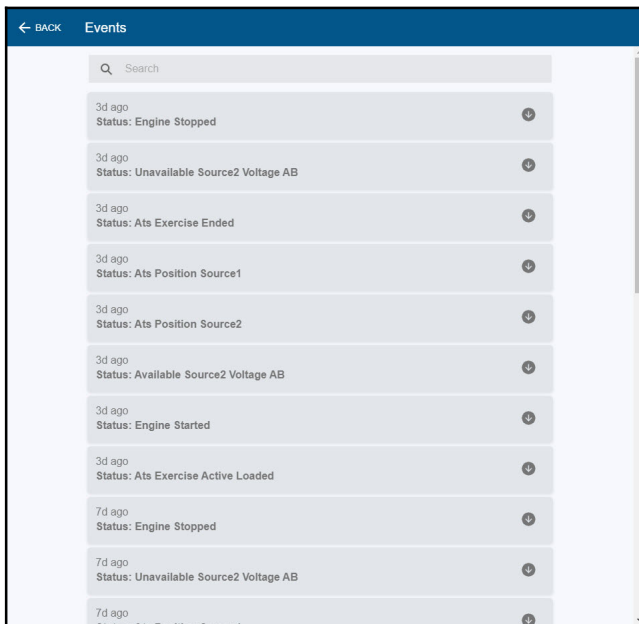 BACK Events
Search
3d ago
Status: Engine Stopped
3d ago
Status: Unavailable Source2 Voltage AB
3d ago
Status: Ats Exercise Ended
3d ago
Status: Ats Position Source1
3d ago
Status: Ats Position Source2
3d ago
Status: Available Source2 Voltage AB
3d ago
Status: Engine Started
3d ago
Status: Ats Exercise Active Loaded
7d ago
Status: Engine Stopped
7d ago
Status: Unavailable Source2 Voltage AB
7d ago